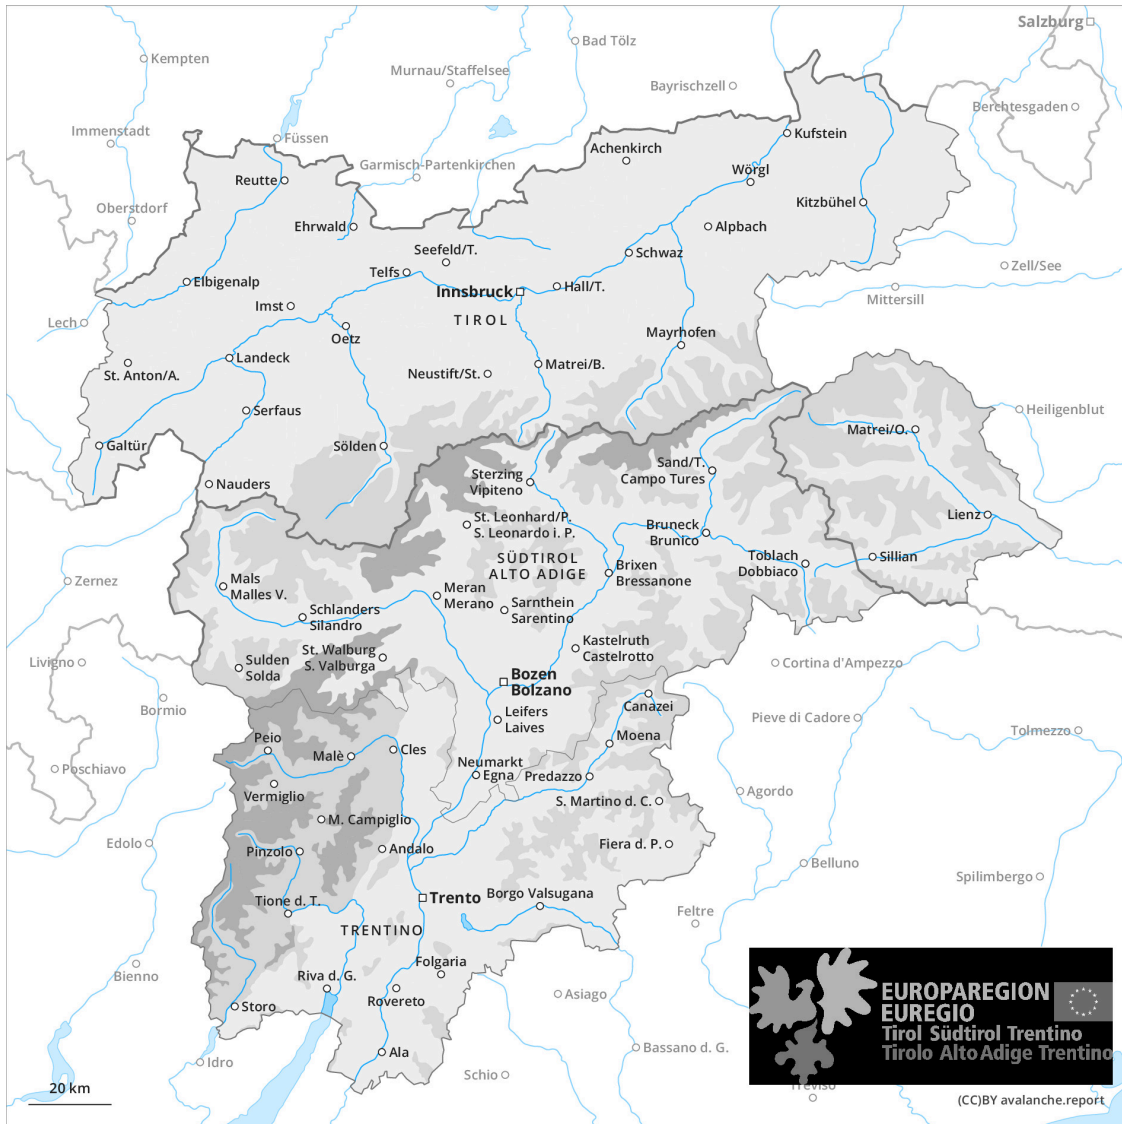 Salzburg
Bad Tölz
Kempten
Murnau/Staffelsee
Bayrischzell
Berchtesgaden
Immenstadt
Füssen
Kufstein
Achenkirch
Garmisch-Partenkirchen
Wörgl
Reutte
Kitzbühel
Oberstdorf
Ehrwald
Alpbach
Seefeld/T.
Schwaz
Telfs
Zell/See
Elbigenalp
Innsbruck
Hall/T.
Mittersill
Imst
TIROL
Lech
Oetz
Mayrhofen
Landeck
Matrei/B.
St. Anton/A.
Neustift/St.
Serfaus
Heiligenblut
Matrei/O.
Galtür
Sölden
Sterzing
Vipiteno
Sand/T.
Campo Tures
Nauders
St. Leonhard/P.
S. Leonardo i. P.
Lienz
Bruneck
Brunico
SÜDTIROL
ALTO ADIGE
Toblach
Dobbiaco
Sillian
Brixen
Bressanone
Zernez
Mals
Malles V.
Meran
Merano
Sarnthein
Sarentino
Schlanders
Silandro
Kastelruth
Castelrotto
St. Walburg
S. Valburga
Livigno
Sulden
Solda
Cortina d'Ampezzo
Bozen
Bolzano
Bormio
Canazei
Leifers
Laives
Pieve di Cadore
Tolmezzo
Peio
Moena
Cles
Malè
Neumarkt
Egna
Predazzo
Poschiavo
Vermiglio
Agordo
S. Martino d. C.
M. Campiglio
Edolo
Fiera d. P.
Pinzolo
Andalo
Belluno
Spilimbergo
Borgo Valsugana
Trento
Tione d. T.
Feltre
TRENTINO
Folgaria
Bienno
Riva d. G.
Asiago
Rovereto
Storo
EUROPAREGION
EUREGIO
Tirol Südtirol Trentino
Tirolo Alto Adige Trentino
Ala
Bassano d. G.
Idro
Schio
Treviso
20 km
(CC)BY avalanche.report